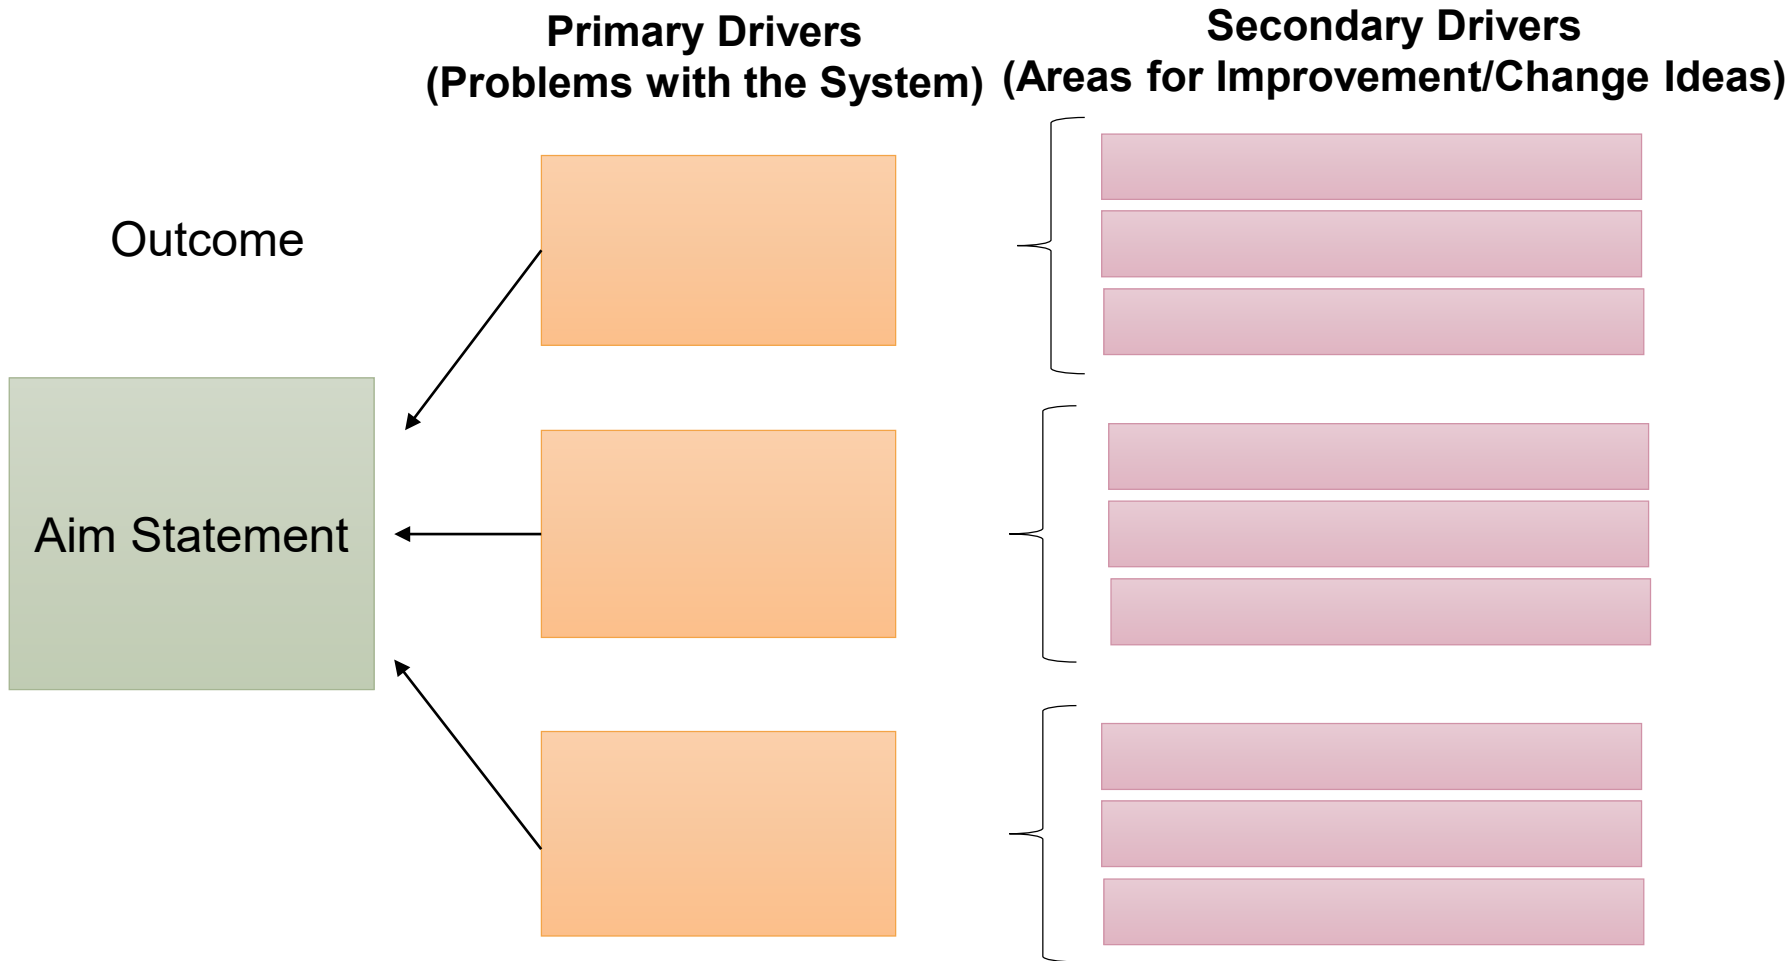 Primary Drivers
(Problems with the System)
Secondary Drivers
(Areas for Improvement/Change Ideas)
Outcome
Aim Statement